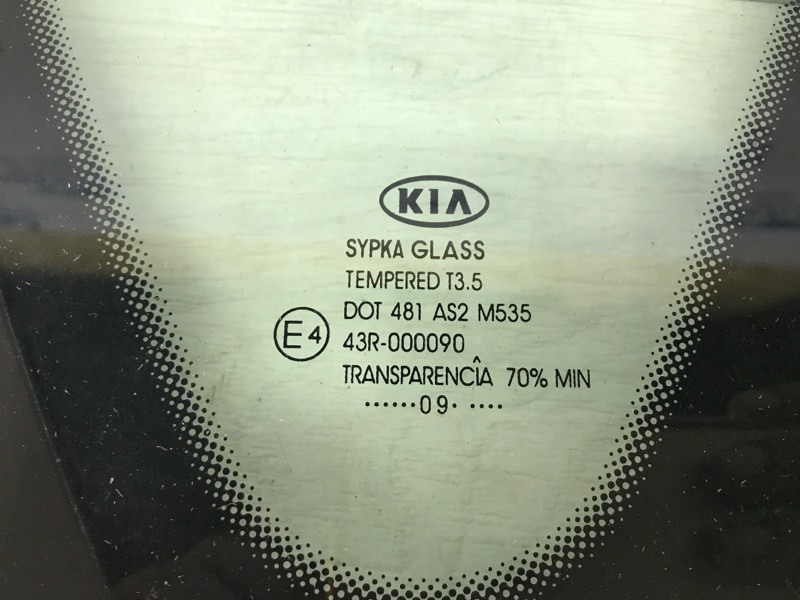 KIA
SYPKA GLASS
TEMPERED T3.5
DOT 481 AS2 M535
E4
43R-000090
TRANSPARENCÎA 70% MIN
······09· ····